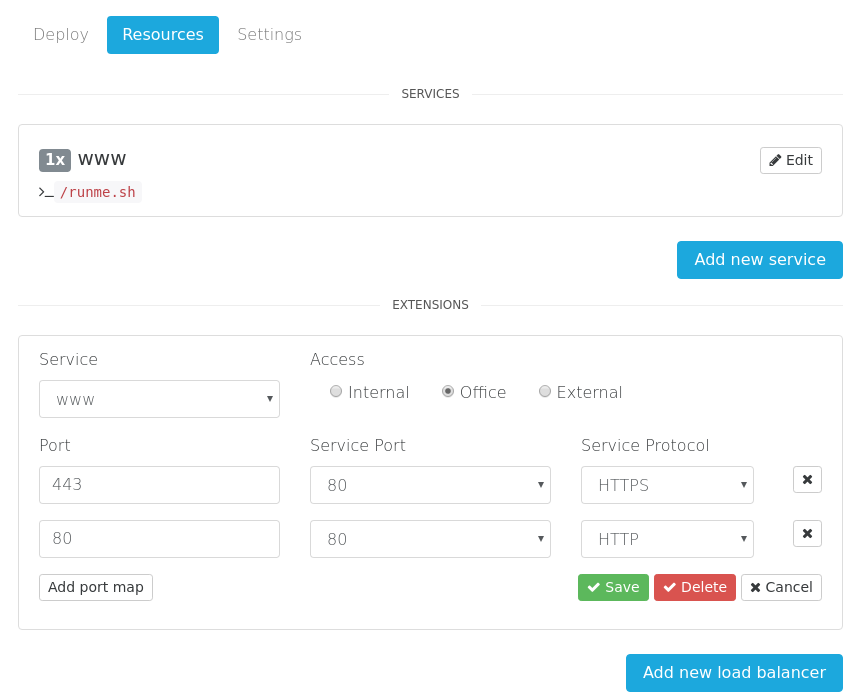 Deploy Resources Settings
SERVICES
1x www Edit
>_ /runme.sh
Add new service
EXTENSIONS
Service Access
www Internal Office External
Port Service Port Service Protocol
443 80 HTTPS
80 80 HTTP
Add port map Save Delete Cancel
Add new load balancer